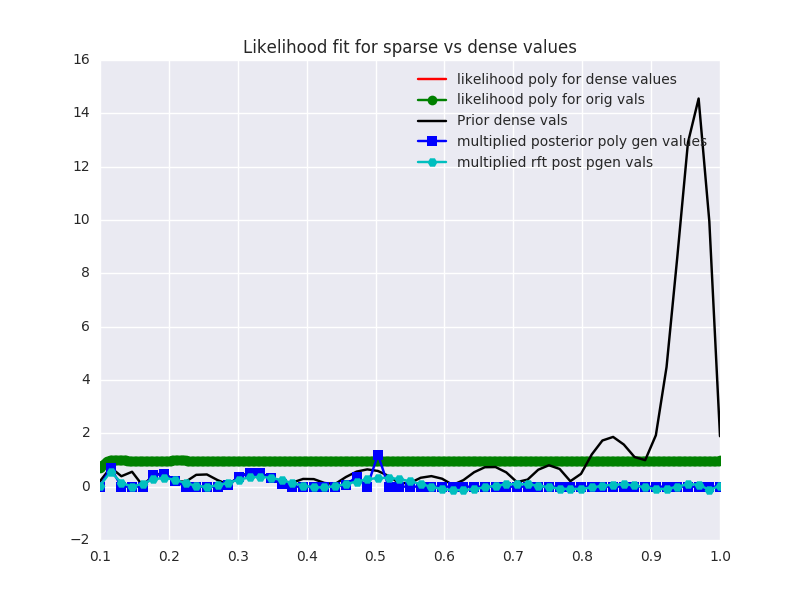 Likelihood fit for sparse vs dense values
16
14
12
10
8
6
4
2
0
−2
likelihood poly for dense values
likelihood poly for orig vals
Prior dense vals
multiplied posterior poly gen values
multiplied rft post pgen vals
0.1 0.2 0.3 0.4 0.5 0.6 0.7 0.8 0.9 1.0